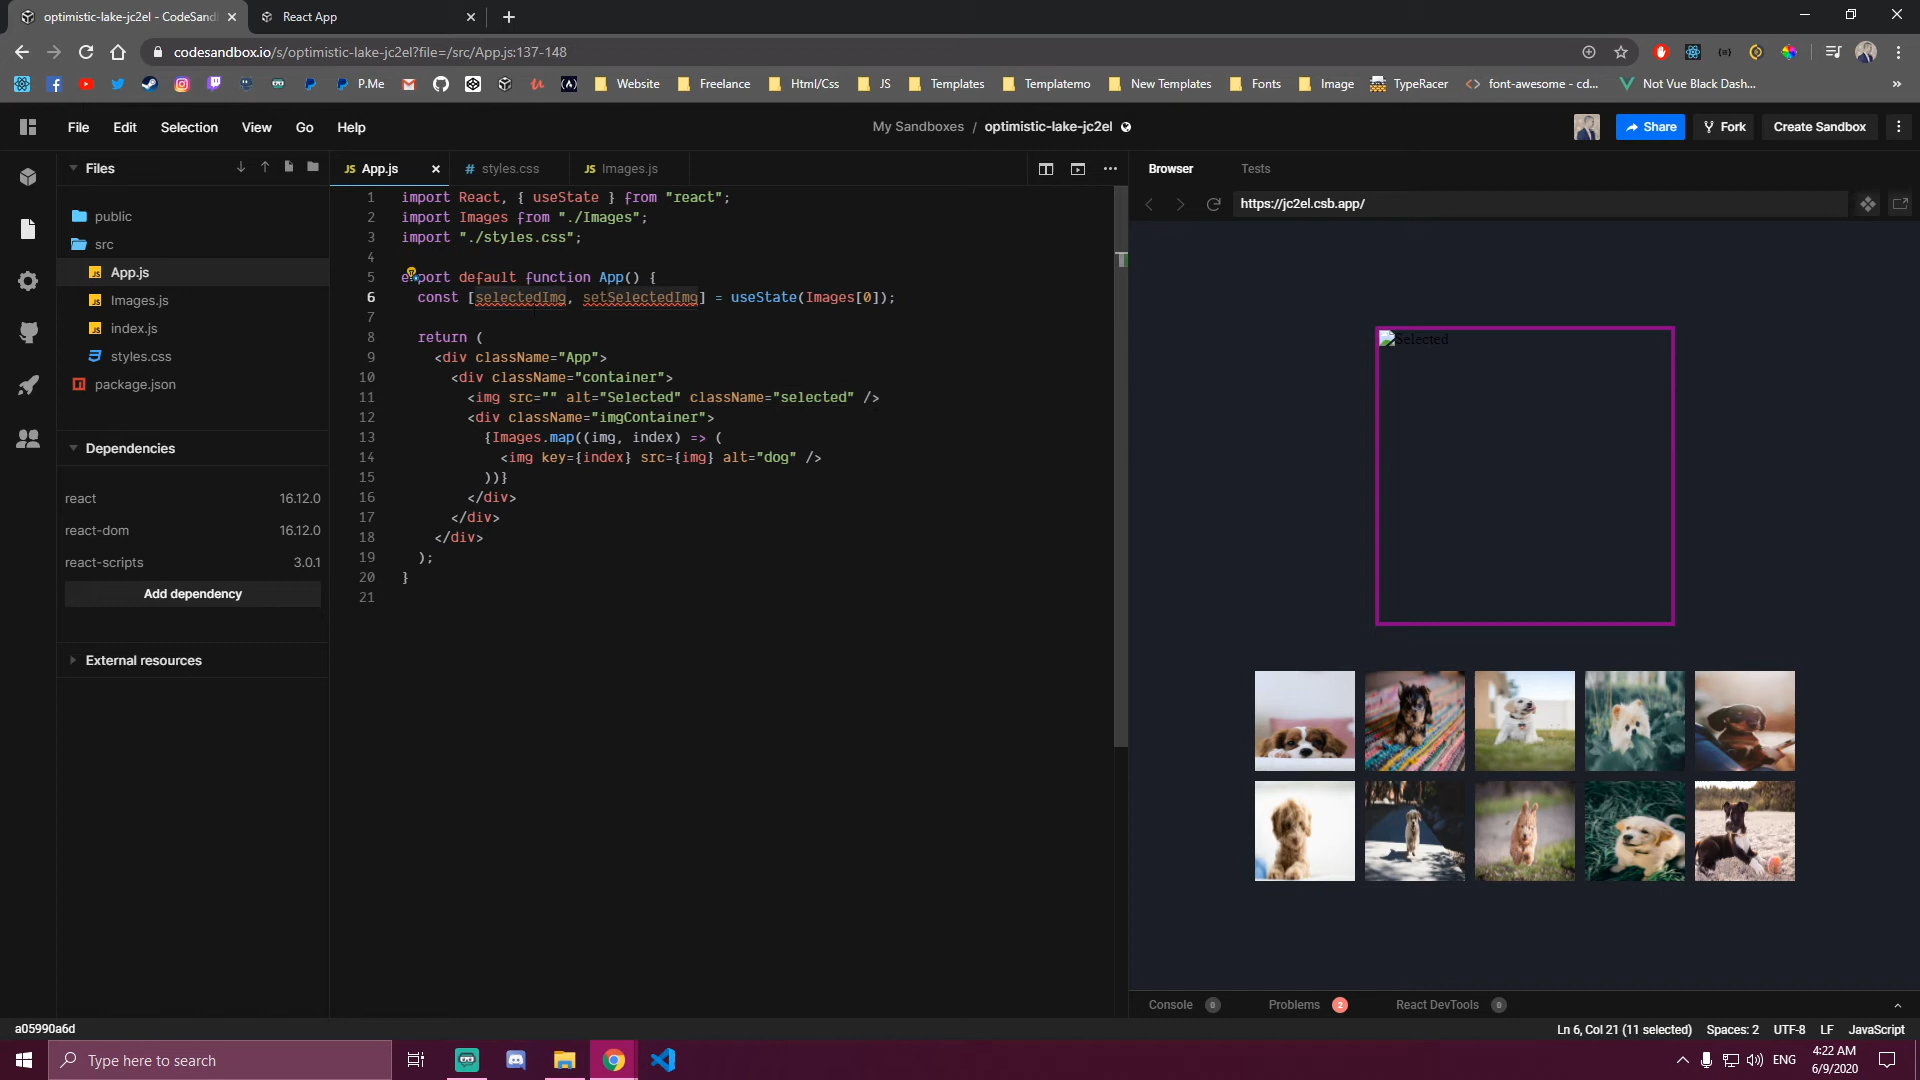 optimistic-lake-jc2el - CodeSand
React App
codesandbox.io/s/optimistic-lake-jc2el?file=/src/App.js:137-148
P.Me
Website
Freelance
Html/Css
JS
Templates
Templatemo
New Templates
Fonts
Image
TypeRacer
font-awesome - cd...
Not Vue Black Dash...
File Edit Selection View Go Help
My Sandboxes / optimistic-lake-jc2el
Share
Fork
Create Sandbox
Files
public
src
App.js
Images.js
index.js
styles.css
package.json
Dependencies
react 16.12.0
react-dom 16.12.0
react-scripts 3.0.1
Add dependency
External resources
JS App.js
# styles.css
JS Images.js
1 import React, { useState } from "react";
2 import Images from "./Images";
3 import "./styles.css";
4
5 export default function App() {
6 const [selectedImg, setSelectedImg] = useState(Images[0]);
7
8 return (
9 <div className="App">
10 <div className="container">
11 <img src="" alt="Selected" className="selected" />
12 <div className="imgContainer">
13 {Images.map((img, index) => (
14 <img key={index} src={img} alt="dog" />
15 ))}
16 </div>
17 </div>
18 </div>
19 );
20 }
21
Browser
Tests
https://jc2el.csb.app/
Selected
Console 0
Problems 2
React DevTools 0
a05990a6d
Ln 6, Col 21 (11 selected) Spaces: 2 UTF-8 LF JavaScript
Type here to search
ENG
4:22 AM
6/9/2020